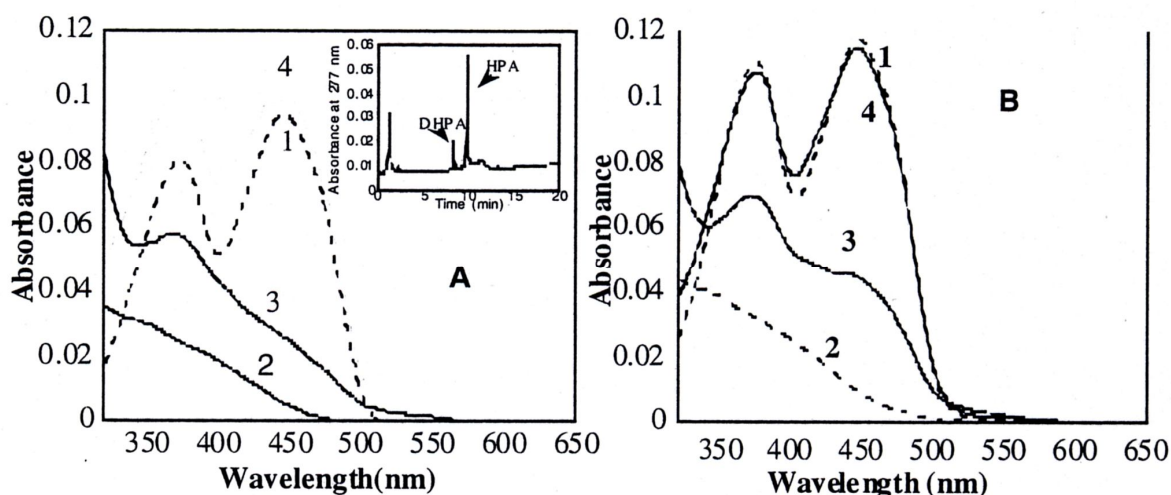 0.12
0.1
0.08
0.06
0.04
0.02
0
Absorbance
350 400 450 500 550 600 650
Wavelength(nm)
4
1
3
2
A
0.06
0.05
0.04
0.03
0.02
0.01
0
Absorbance at 277 nm
0 5 10 15 20
Time (min)
HPA
DHPA
0.12
0.1
0.08
0.06
0.04
0.02
0
Absorbance
350 400 450 500 550 600 650
Wavelength (nm)
1
4
3
2
B